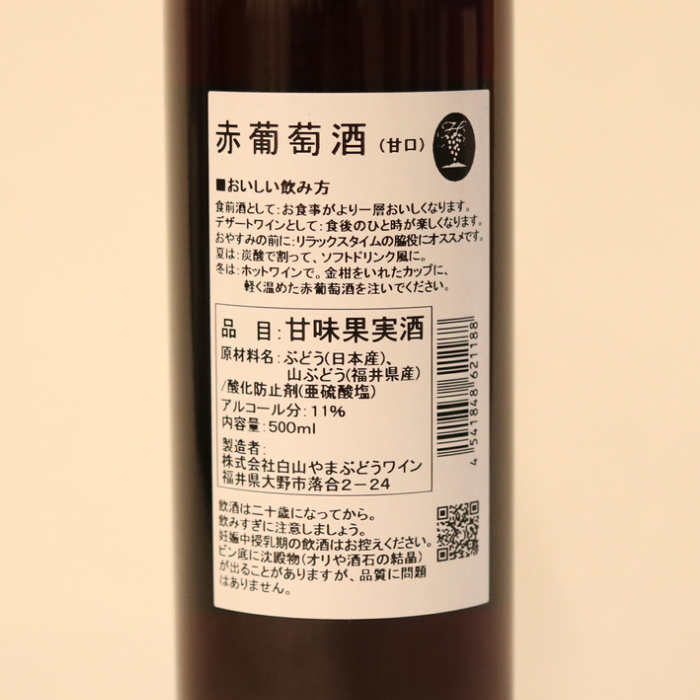 赤葡萄酒（甘口）
■おいしい飲み方
食前酒として：お食事がより一層おいしくなります。
デザートワインとして：食後のひと時が楽しくなります。
おやすみの前に：リラックスタイムの脇役にオススメです。
夏は：炭酸で割って、ソフトドリンク風に。
冬は：ホットワインで。金柑をいれたカップに、
軽く温めた赤葡萄酒を注いでください。
品　目：甘味果実酒
原材料名：ぶどう(日本産)、
山ぶどう(福井県産)
/酸化防止剤(亜硫酸塩)
アルコール分：11%
内容量：500ml
製造者：
株式会社白山やまぶどうワイン
福井県大野市落合2－24
4 541848 621188
飲酒は二十歳になってから。
飲みすぎに注意しましょう。
妊娠中授乳期の飲酒はお控えください。
ビン底に沈殿物(オリや酒石の結晶)
が出ることがありますが、品質に問題
はありません。